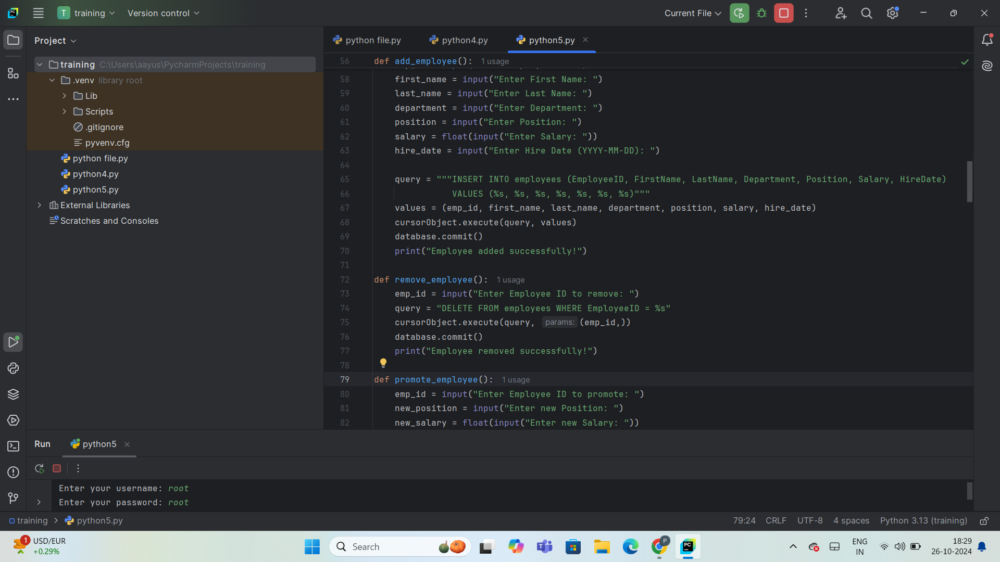 T training Version control Current File
Project
python file.py python4.py python5.py
training C:\Users\aayus\PycharmProjects\training
.venv library root
Lib
Scripts
.gitignore
pyvenv.cfg
python file.py
python4.py
python5.py
External Libraries
Scratches and Consoles
56 def add_employee(): 1 usage
58 first_name = input("Enter First Name: ")
59 last_name = input("Enter Last Name: ")
60 department = input("Enter Department: ")
61 position = input("Enter Position: ")
62 salary = float(input("Enter Salary: "))
63 hire_date = input("Enter Hire Date (YYYY-MM-DD): ")
64
65 query = """INSERT INTO employees (EmployeeID, FirstName, LastName, Department, Position, Salary, HireDate)
66 VALUES (%s, %s, %s, %s, %s, %s, %s)"""
67 values = (emp_id, first_name, last_name, department, position, salary, hire_date)
68 cursorObject.execute(query, values)
69 database.commit()
70 print("Employee added successfully!")
71
72 def remove_employee(): 1 usage
73 emp_id = input("Enter Employee ID to remove: ")
74 query = "DELETE FROM employees WHERE EmployeeID = %s"
75 cursorObject.execute(query, params: (emp_id,))
76 database.commit()
77 print("Employee removed successfully!")
78
79 def promote_employee(): 1 usage
80 emp_id = input("Enter Employee ID to promote: ")
81 new_position = input("Enter new Position: ")
82 new_salary = float(input("Enter new Salary: "))
Run python5
Enter your username: root
Enter your password: root
training > python5.py 79:24 CRLF UTF-8 4 spaces Python 3.13 (training)
1 USD/EUR
+0.29%
Search
P
PC
ENG
IN
18:29
26-10-2024